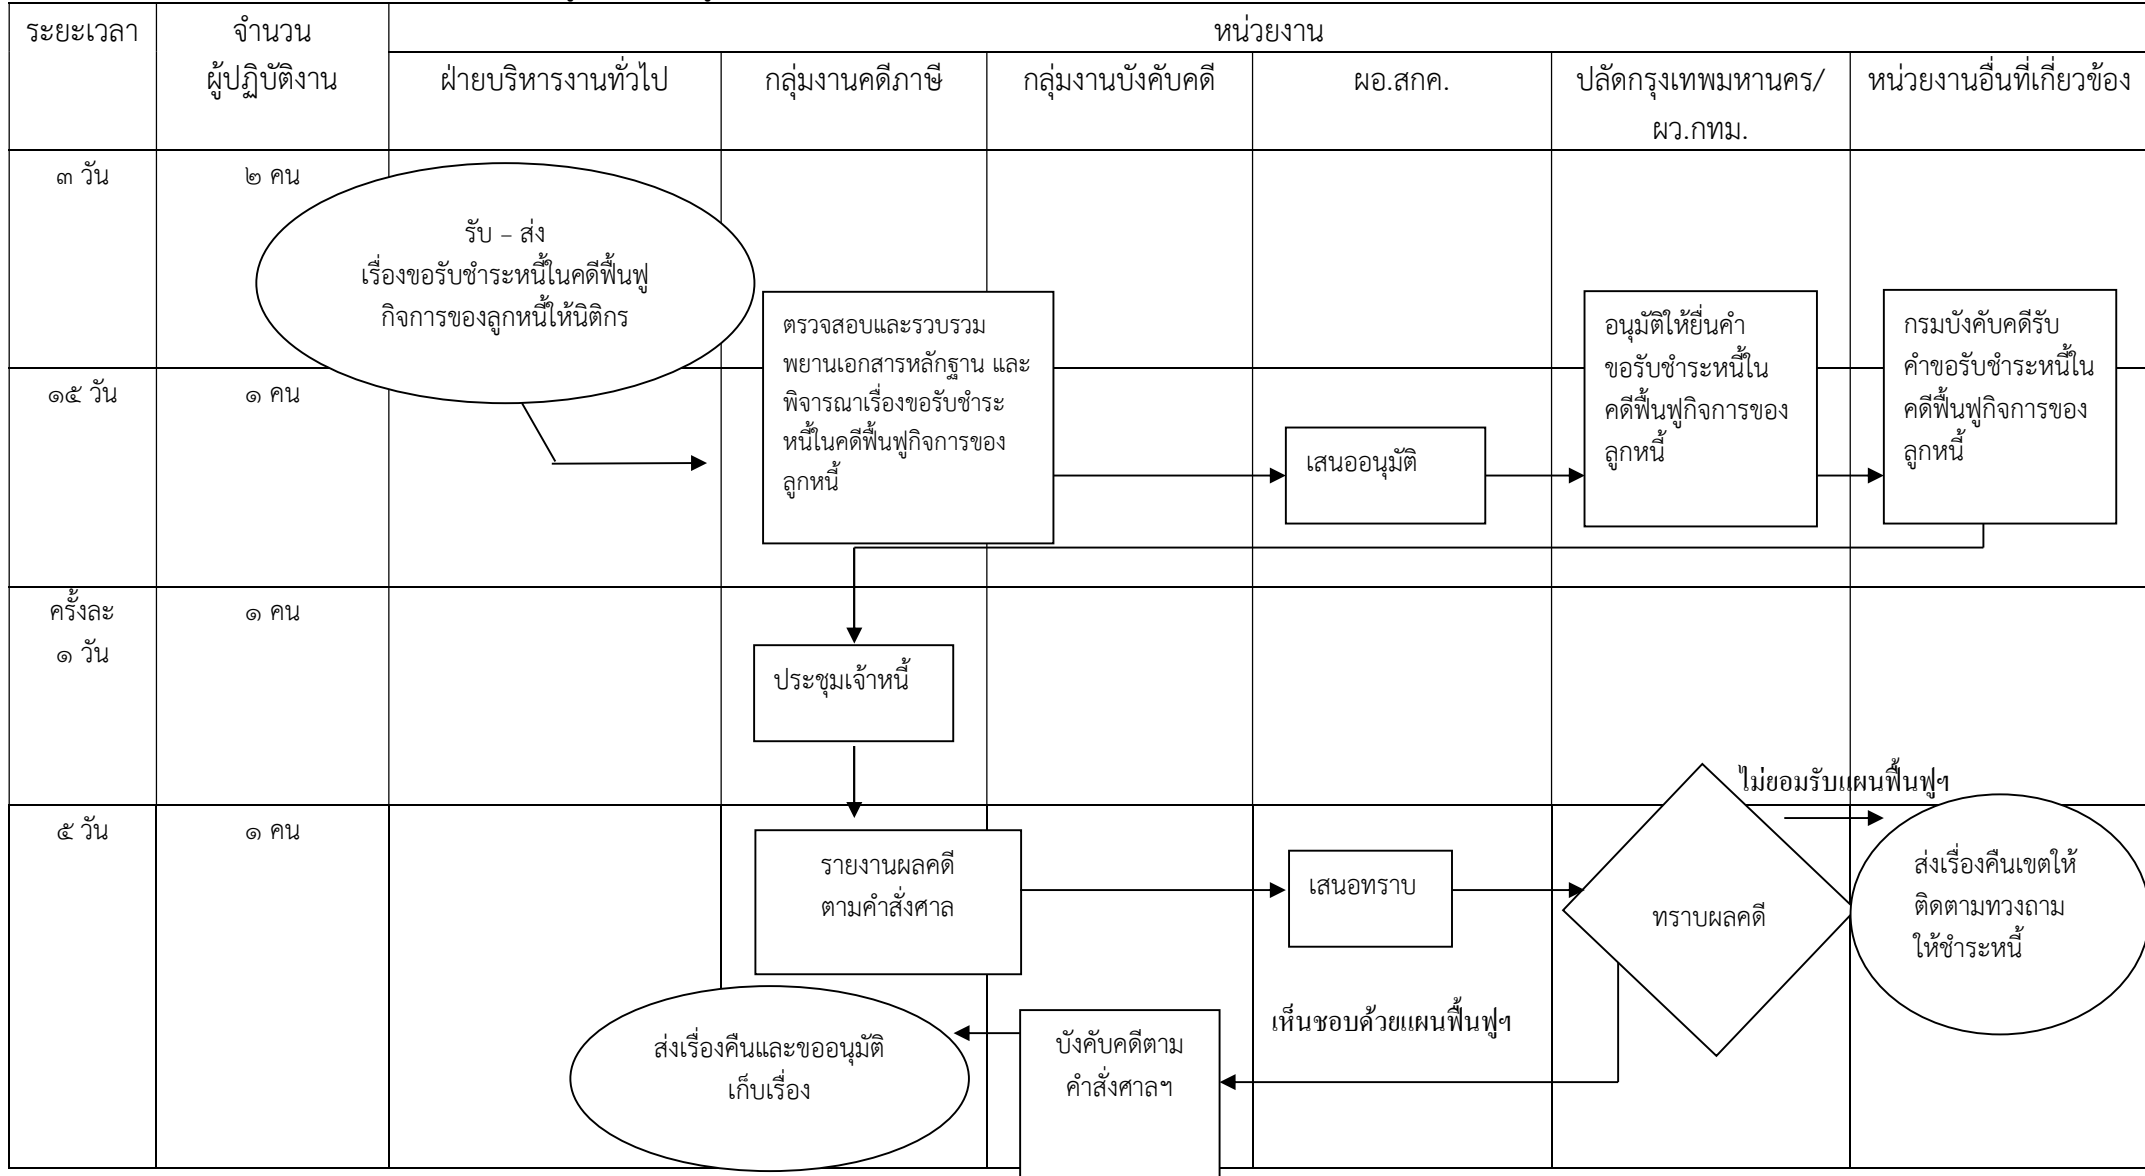 ระยะเวลา
จำนวน
ผู้ปฏิบัติงาน
หน่วยงาน
ฝ่ายบริหารงานทั่วไป
กลุ่มงานคดีภาษี
กลุ่มงานบังคับคดี
ผอ.สกค.
ปลัดกรุงเทพมหานคร/
ผว.กทม.
หน่วยงานอื่นที่เกี่ยวข้อง
๓ วัน
๒ คน
รับ – ส่ง
เรื่องขอรับชำระหนี้ในคดีฟื้นฟู
กิจการของลูกหนี้ให้นิติกร
ตรวจสอบและรวบรวม
พยานเอกสารหลักฐาน และ
พิจารณาเรื่องขอรับชำระ
หนี้ในคดีฟื้นฟูกิจการของ
ลูกหนี้
อนุมัติให้ยื่นคำ
ขอรับชำระหนี้ใน
คดีฟื้นฟูกิจการของ
ลูกหนี้
กรมบังคับคดีรับ
คำขอรับชำระหนี้ใน
คดีฟื้นฟูกิจการของ
ลูกหนี้
๑๕ วัน
๑ คน
เสนออนุมัติ
ครั้งละ
๑ วัน
๑ คน
ประชุมเจ้าหนี้
ไม่ยอมรับแผนฟื้นฟูฯ
๕ วัน
๑ คน
รายงานผลคดี
ตามคำสั่งศาล
เสนอทราบ
ทราบผลคดี
ส่งเรื่องคืนเขตให้
ติดตามทวงถาม
ให้ชำระหนี้
เห็นชอบด้วยแผนฟื้นฟูฯ
บังคับคดีตาม
คำสั่งศาลฯ
ส่งเรื่องคืนและขออนุมัติ
เก็บเรื่อง